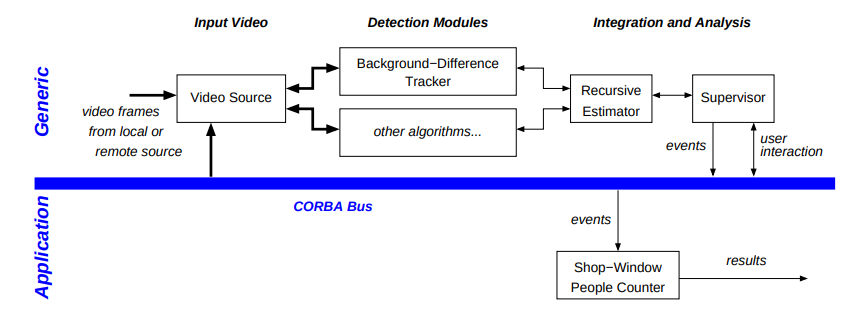 Input Video
Detection Modules
Integration and Analysis
Generic
Video Source
Background−Difference
Tracker
other algorithms...
Recursive
Estimator
Supervisor
video frames
from local or
remote source
events
user
interaction
CORBA Bus
Application
events
Shop−Window
People Counter
results